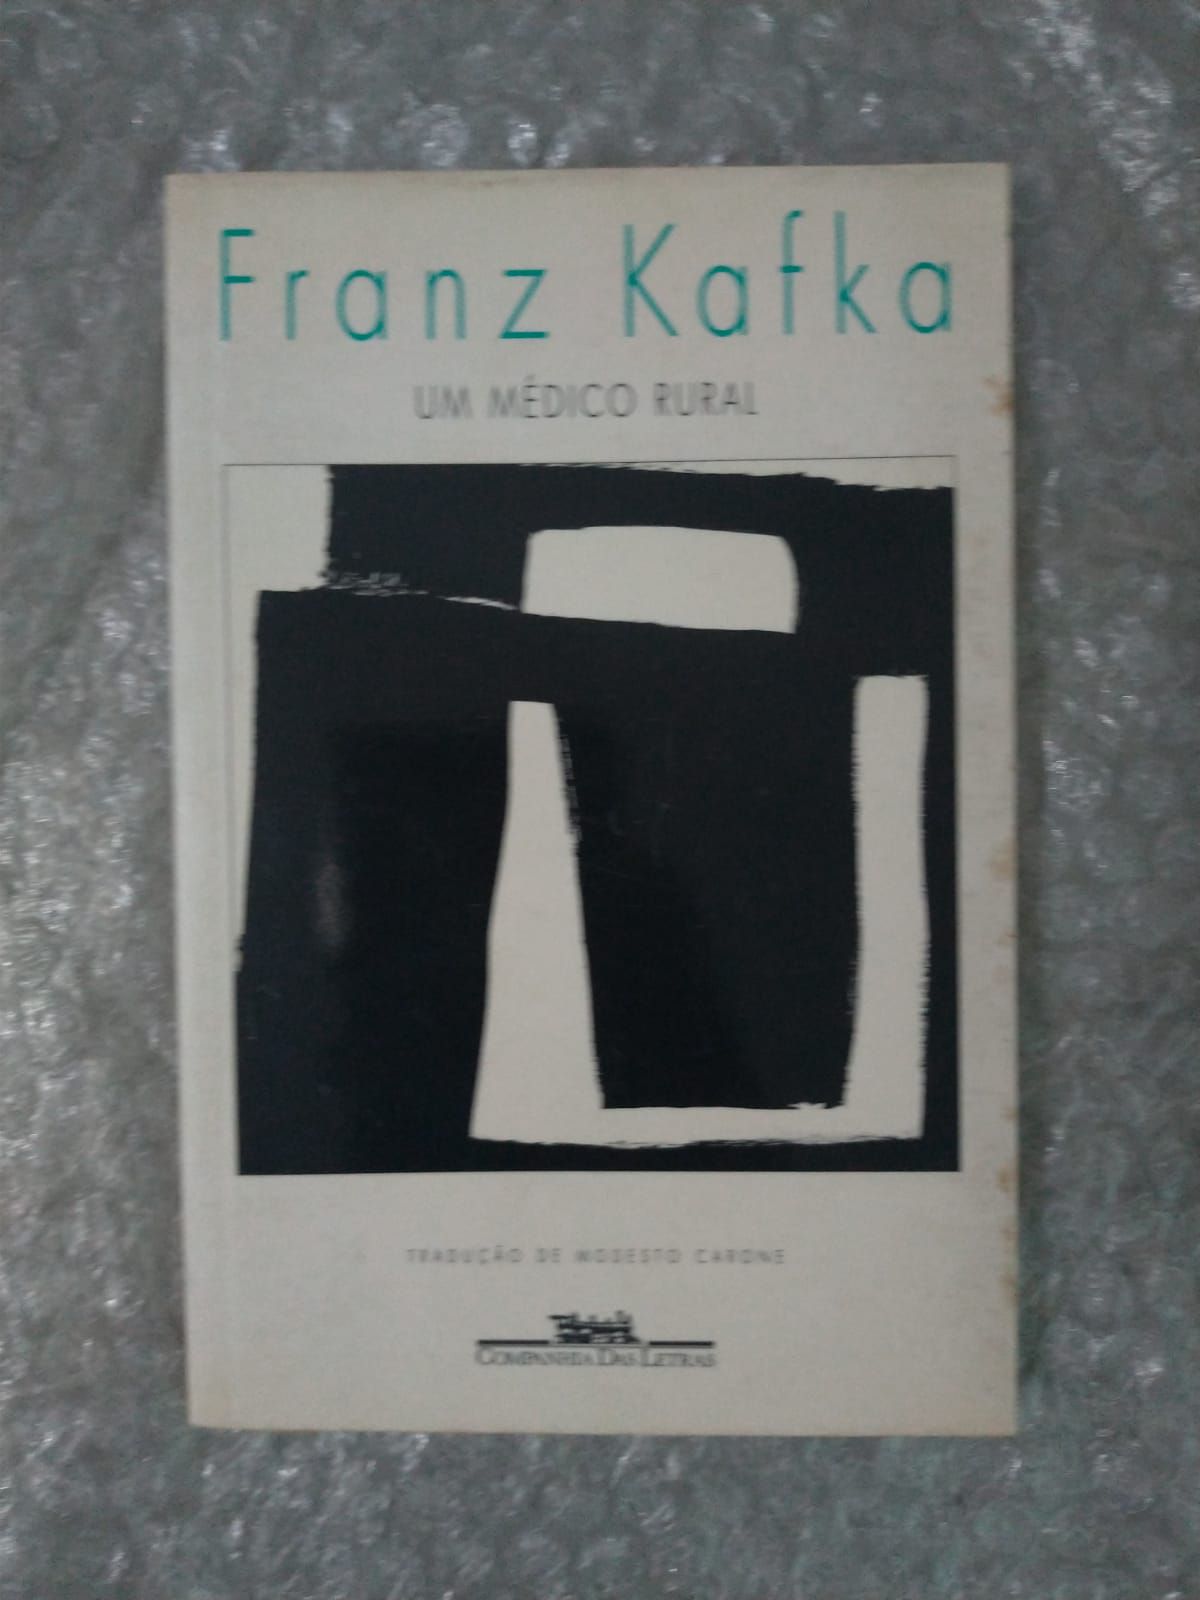 Franz Kafka
UM MÉDICO RURAL
TRADUÇÃO DE MODESTO CARONE
COMPANHIA DAS LETRAS